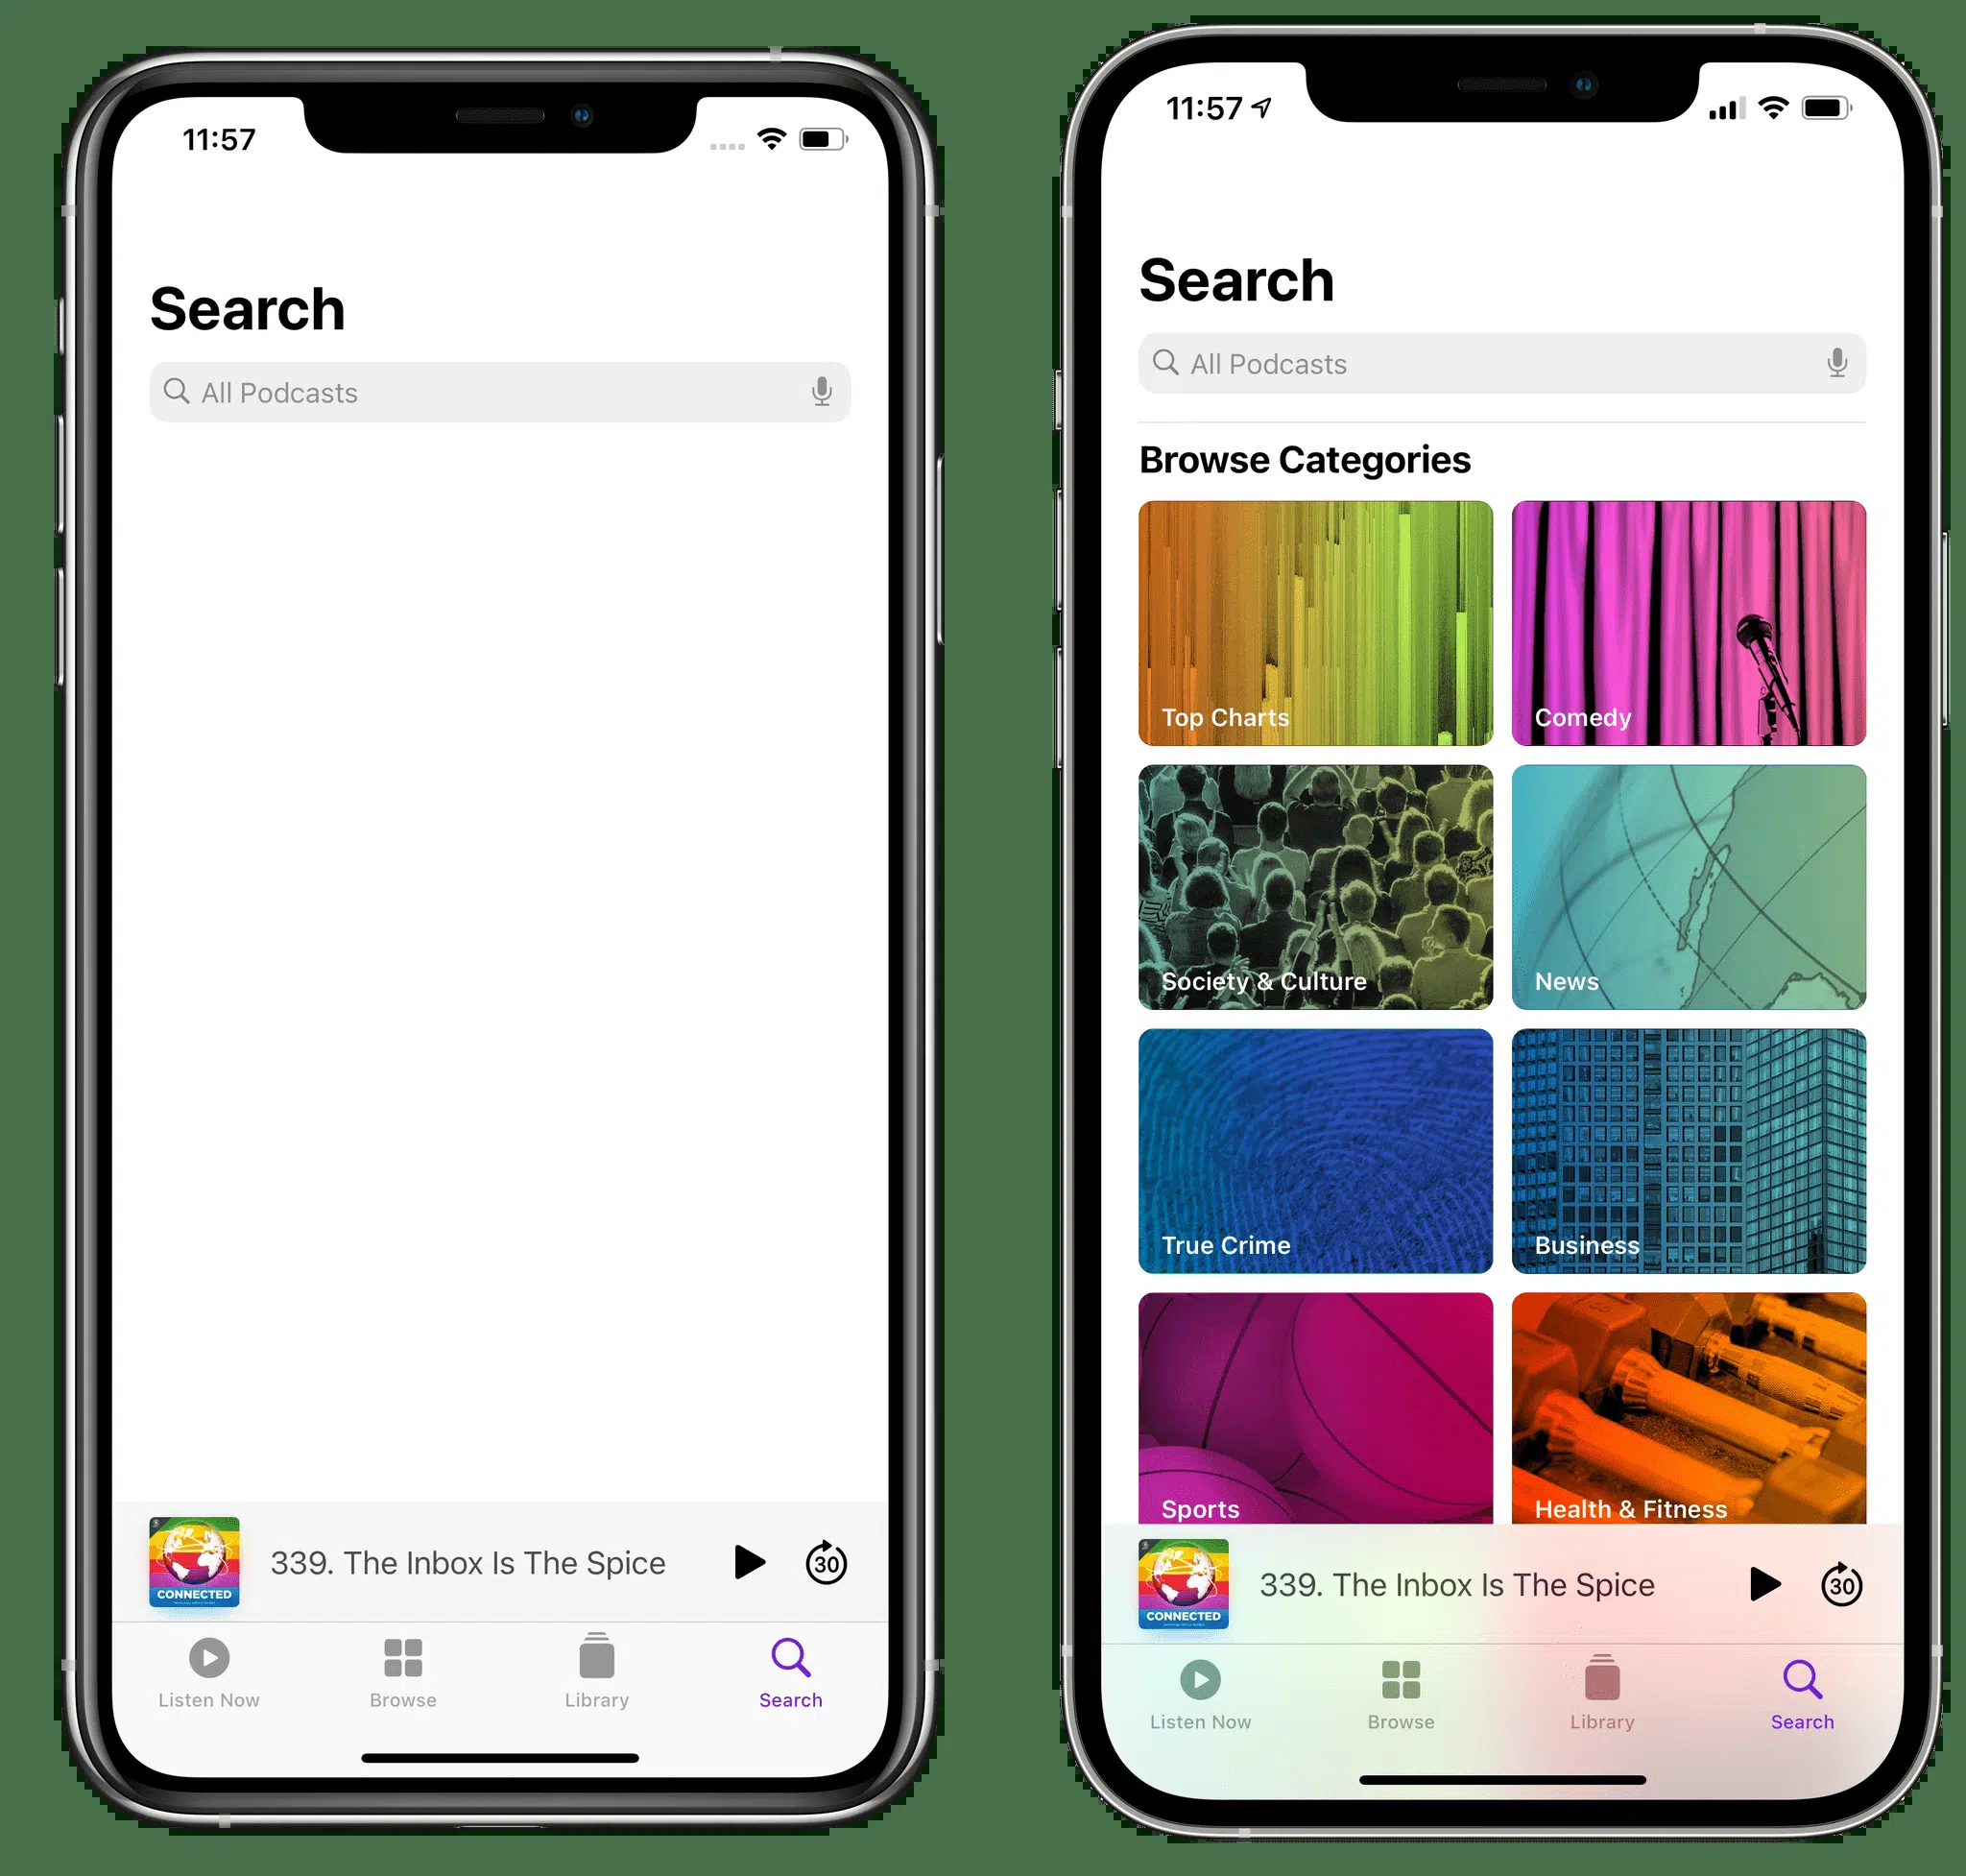 11:57
Search
All Podcasts
339. The Inbox Is The Spice
30
CONNECTED
Listen Now
Browse
Library
Search
11:57
Search
All Podcasts
Browse Categories
Top Charts
Comedy
Society & Culture
News
True Crime
Business
Sports
Health & Fitness
339. The Inbox Is The Spice
30
CONNECTED
Listen Now
Browse
Library
Search